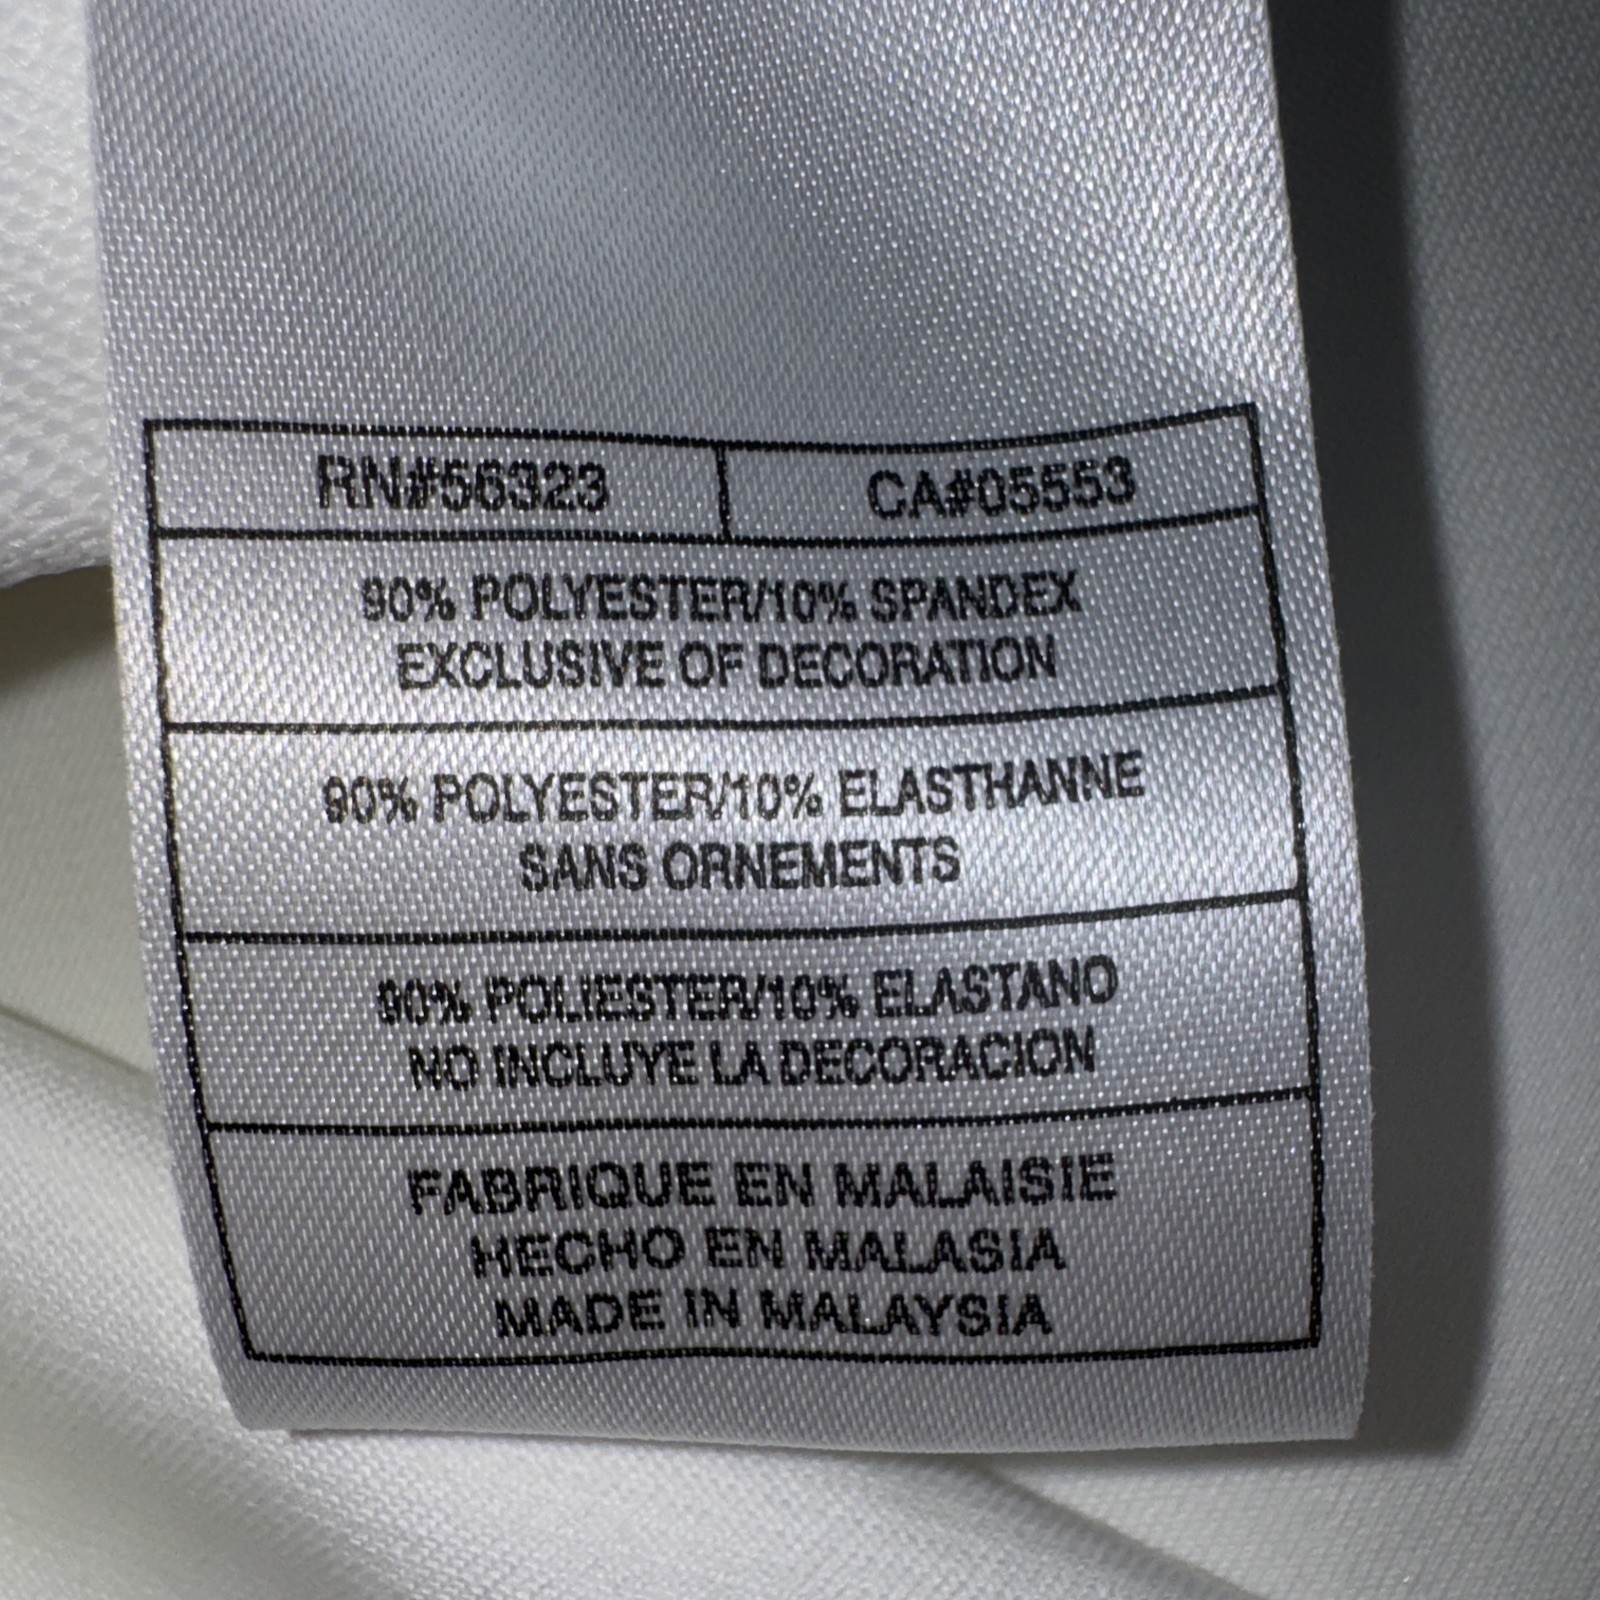 RN#56323 CA#05553
90% POLYESTER/10% SPANDEX
EXCLUSIVE OF DECORATION
90% POLYESTER/10% ELASTHANNE
SANS ORNEMENTS
90% POLIESTER/10% ELASTANO
NO INCLUYE LA DECORACION
FABRIQUE EN MALAISIE
HECHO EN MALASIA
MADE IN MALAYSIA